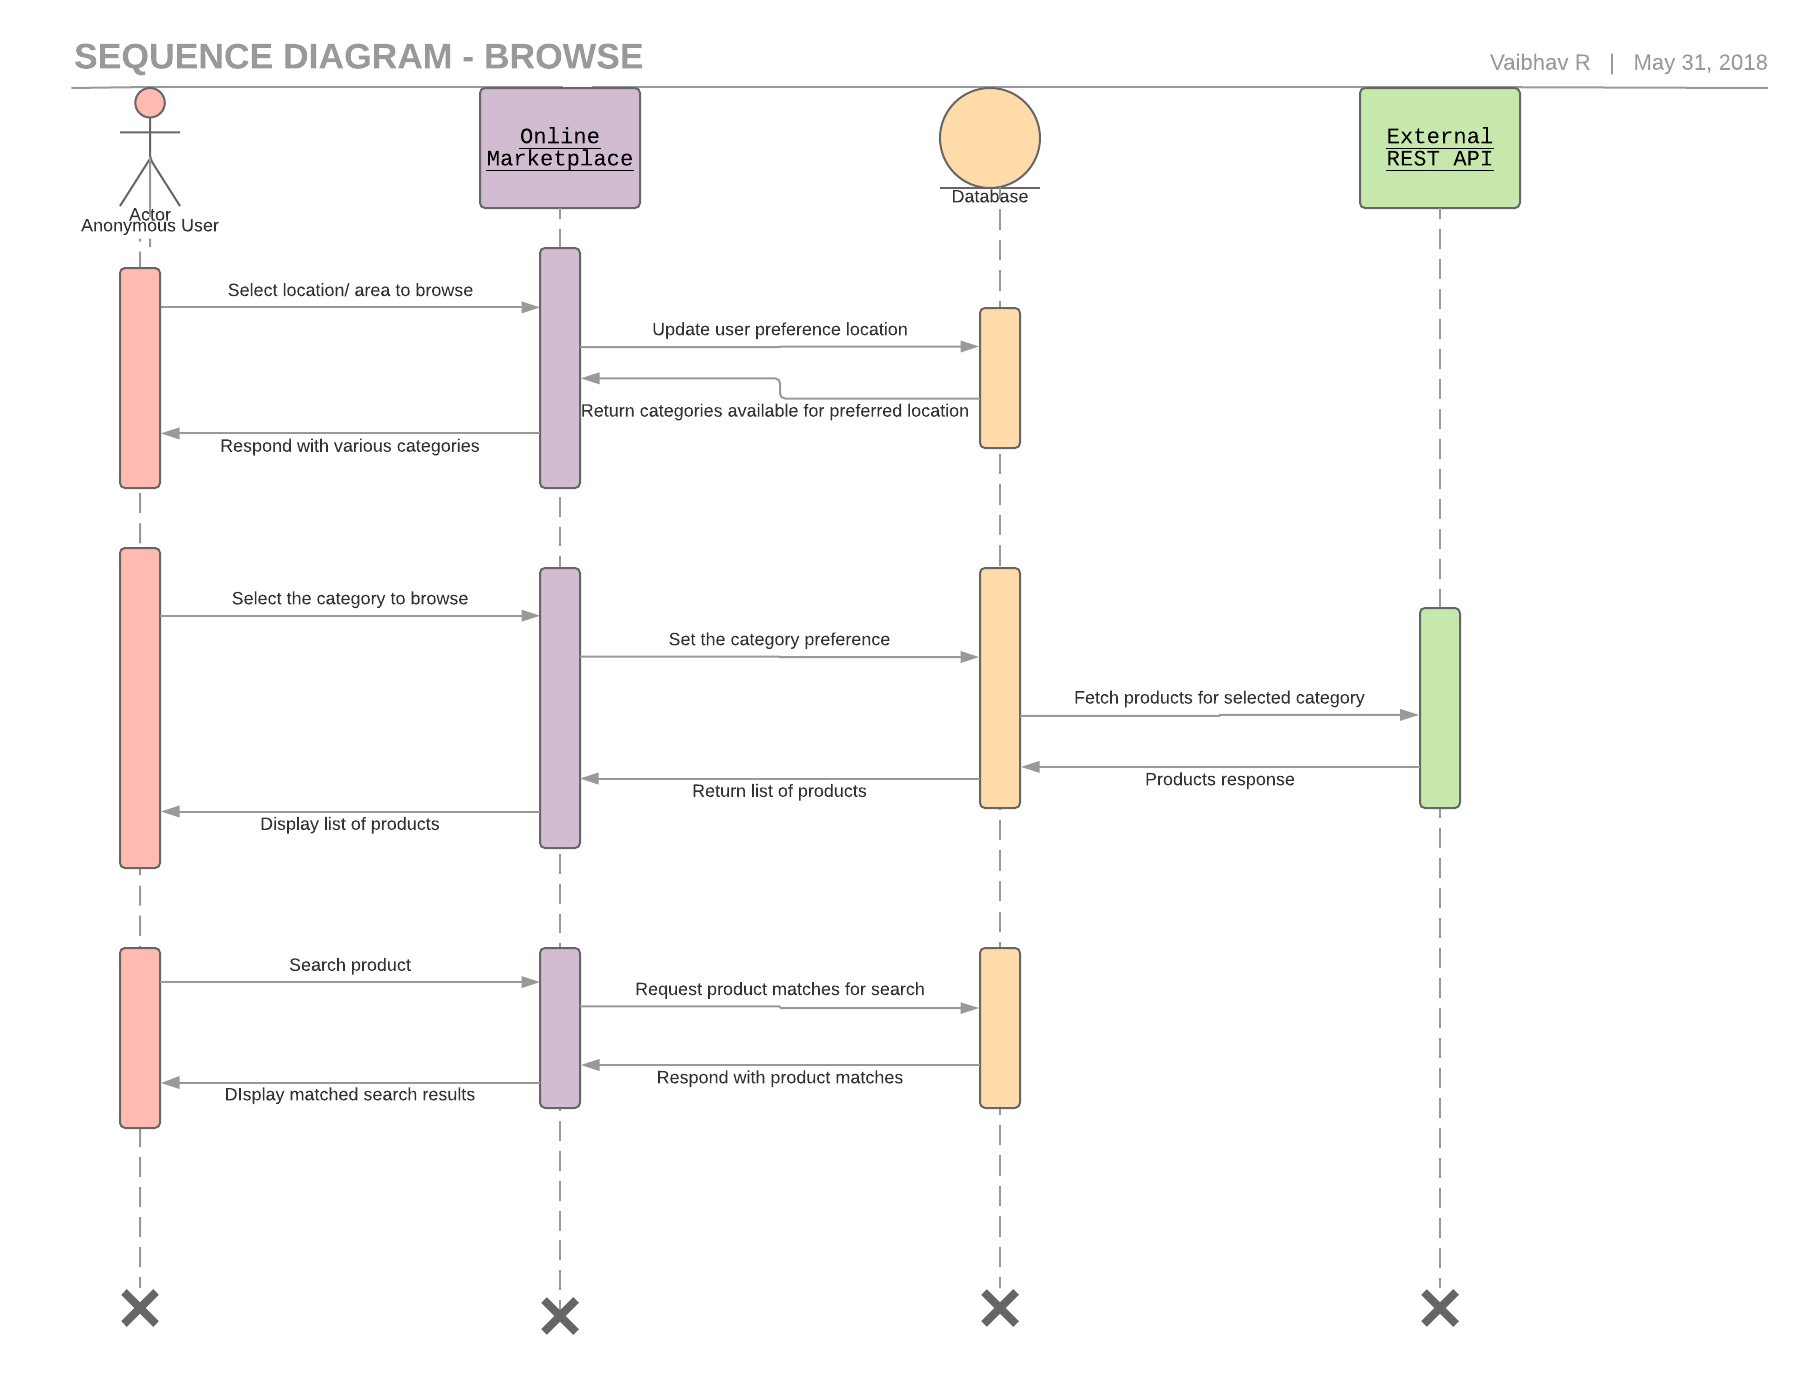 SEQUENCE DIAGRAM - BROWSE
Vaibhav R | May 31, 2018
Online
Marketplace
External
REST API
Database
Actor
Anonymous User
Select location/ area to browse
Update user preference location
Return categories available for preferred location
Respond with various categories
Select the category to browse
Set the category preference
Fetch products for selected category
Products response
Return list of products
Display list of products
Search product
Request product matches for search
Respond with product matches
DIsplay matched search results